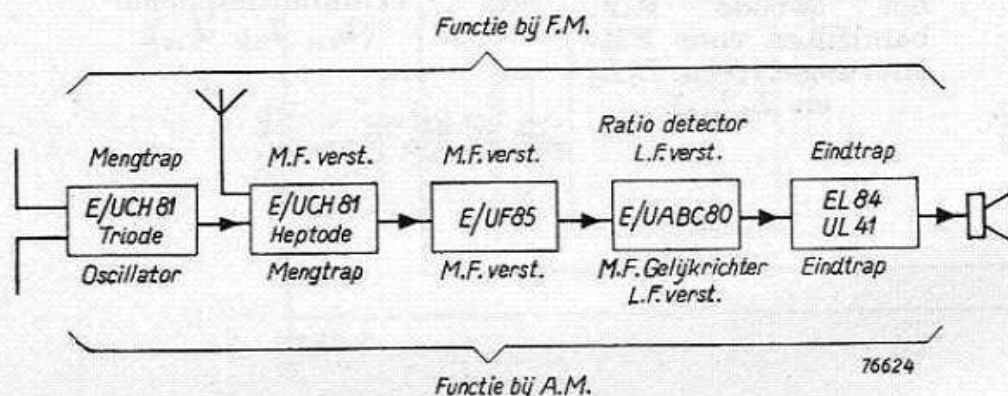 Functie bij F.M.
Mengtrap
M.F. verst.
M.F. verst.
Ratio detector
L.F. verst.
Eindtrap
E/UCH 81
Triode
E/UCH 81
Heptode
E/UF85
E/UABC80
EL 84
UL 41
Oscillator
Mengtrap
M.F. verst.
M.F. Gelijkrichter
L.F. verst.
Eindtrap
76624
Functie bij A.M.